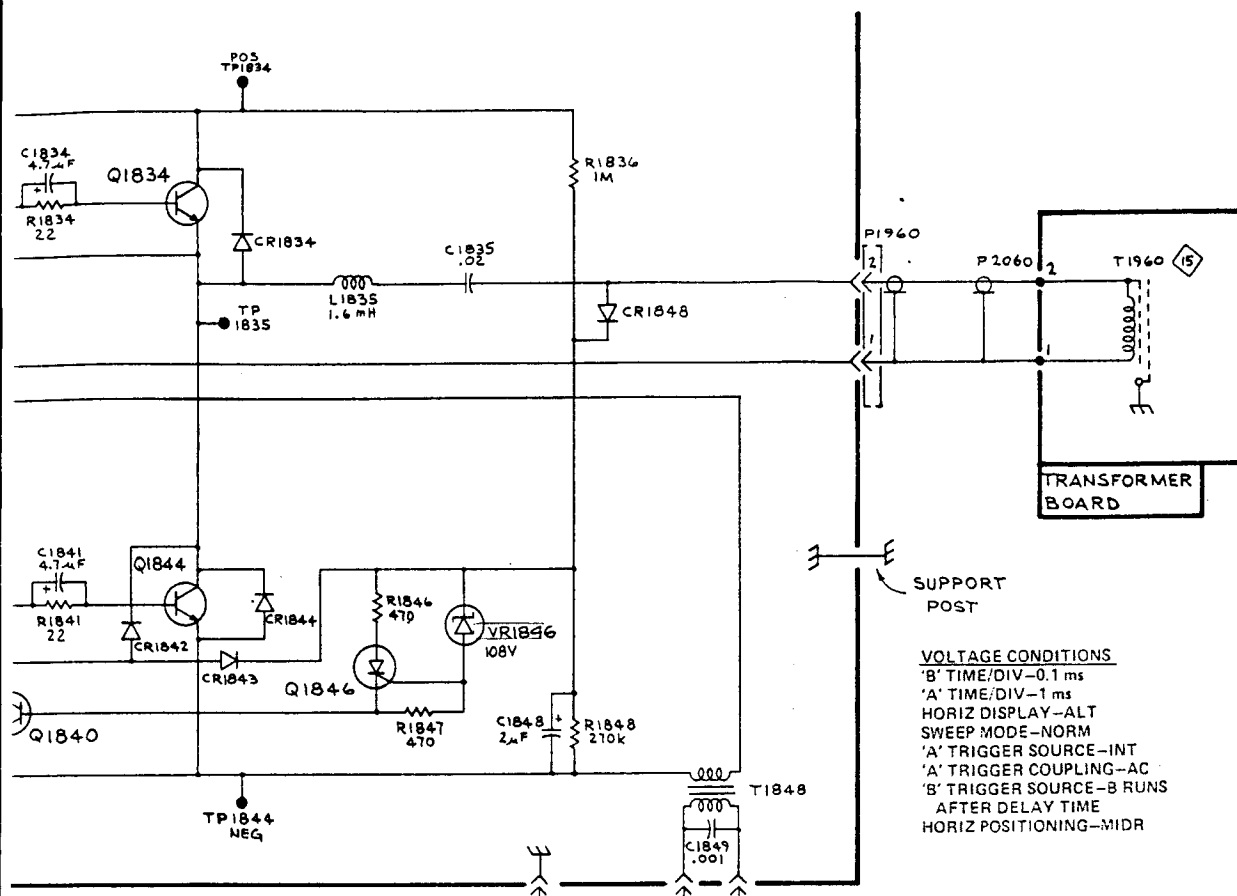 POS
TP1834
C1834
4.7µF
Q1834
+
R1834
22
CR1834
R1836
1M
C1835
.02
L1835
1.6mH
TP
1835
CR1848
P1960
2
1
P2060
2
1
T1960
15
TRANSFORMER
BOARD
C1841
4.7µF
Q1844
+
R1841
22
CR1842
CR1844
CR1843
R1846
470
VR1846
108V
Q1846
R1847
470
Q1840
C1848
2µF
+
R1848
270k
T1848
TP1844
NEG
C1849
.001
SUPPORT
POST
VOLTAGE CONDITIONS
'B' TIME/DIV–0.1 ms
'A' TIME/DIV–1 ms
HORIZ DISPLAY–ALT
SWEEP MODE–NORM
'A' TRIGGER SOURCE–INT
'A' TRIGGER COUPLING–AC
'B' TRIGGER SOURCE–B RUNS
AFTER DELAY TIME
HORIZ POSITIONING–MIDR